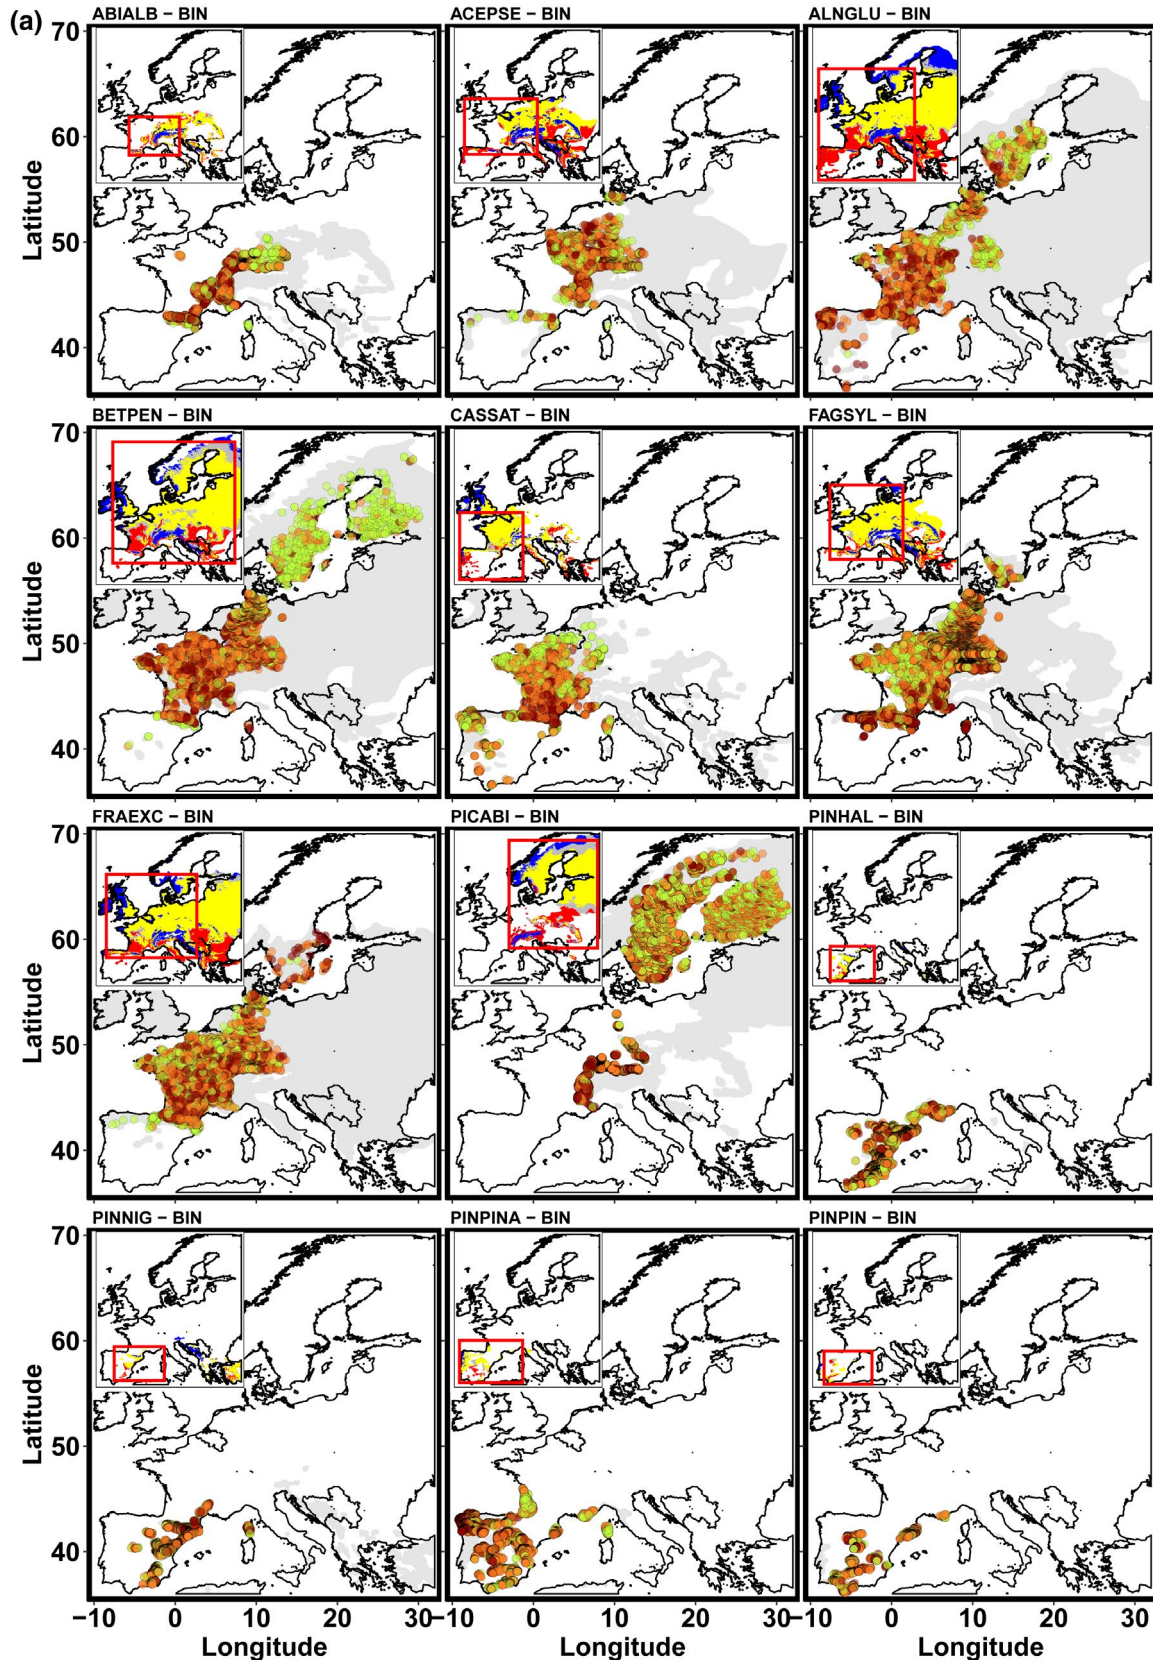 (a)
ABIALB – BIN ACEPSE – BIN ALNGLU – BIN
70
60
Latitude
50
40
BETPEN – BIN CASSAT – BIN FAGSYL – BIN
70
60
Latitude
50
40
FRAEXC – BIN PICABI – BIN PINHAL – BIN
70
60
Latitude
50
40
PINNIG – BIN PINPINA – BIN PINPIN – BIN
70
60
Latitude
50
40
−10 0 10 20 30 −10 0 10 20 30 −10 0 10 20 30
Longitude Longitude Longitude